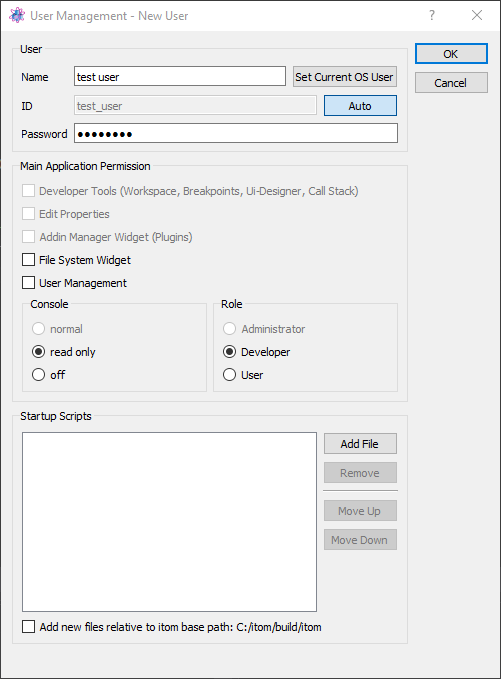 User Management - New User
User
OK
Name test user Set Current OS User
Cancel
ID test_user Auto
Password ●●●●●●●●
Main Application Permission
Developer Tools (Workspace, Breakpoints, Ui-Designer, Call Stack)
Edit Properties
Addin Manager Widget (Plugins)
File System Widget
User Management
Console
normal
read only
off
Role
Administrator
Developer
User
Startup Scripts
Add File
Remove
Move Up
Move Down
Add new files relative to itom base path: C:/itom/build/itom